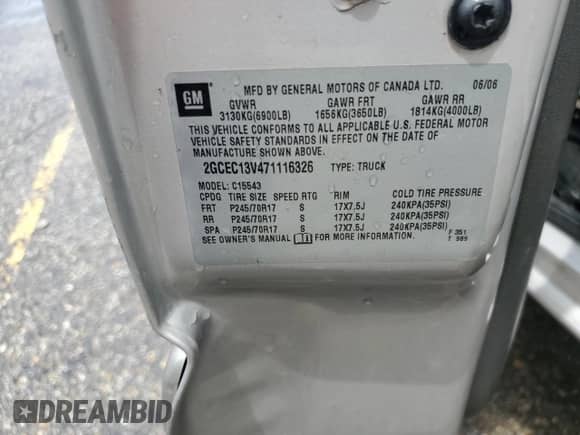 GM
MFD BY GENERAL MOTORS OF CANADA LTD. 06/06
GVWR GAWR FRT GAWR RR
3130KG(6900LB) 1656KG(3650LB) 1814KG(4000LB)
THIS VEHICLE CONFORMS TO ALL APPLICABLE U.S. FEDERAL MOTOR
VEHICLE SAFETY STANDARDS IN EFFECT ON THE DATE OF
MANUFACTURE SHOWN ABOVE.
2GCEC13V471116326 TYPE: TRUCK
MODEL: C15543
CPDG TIRE SIZE SPEED RTG RIM COLD TIRE PRESSURE
FRT P245/70R17 S 17X7.5J 240KPA(35PSI)
RR P245/70R17 S 17X7.5J 240KPA(35PSI)
SPA P245/70R17 S 17X7.5J 240KPA(35PSI)
SEE OWNER'S MANUAL FOR MORE INFORMATION. F 351
T 989
DREAMBID